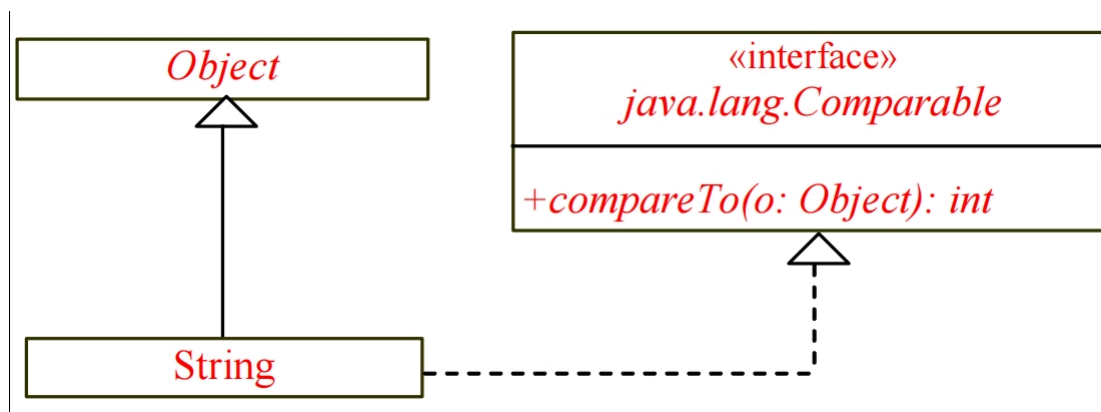 Object
«interface»
java.lang.Comparable
+compareTo(o: Object): int
String